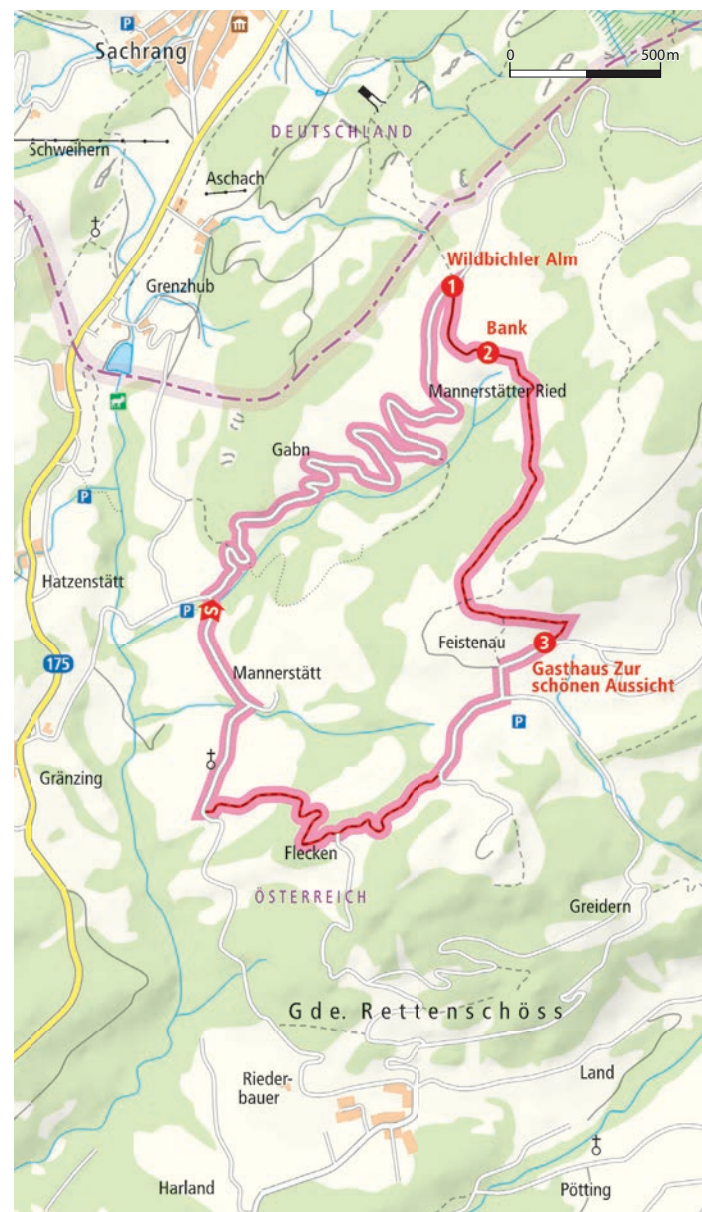 P
Sachrang
0 500 m
DEUTSCHLAND
Schweihern
Aschach
Wildbichler Alm
Grenzhub
1
Bank
2
Mannerstätter Ried
Gabn
P
Hatzenstätt
P
S
3
Feistenau
175
Mannerstätt
Gasthaus Zur
schönen Aussicht
P
Gränzing
Flecken
ÖSTERREICH
Greidern
Gde. Rettenschöss
Land
Rieder-
bauer
Harland
Pötting